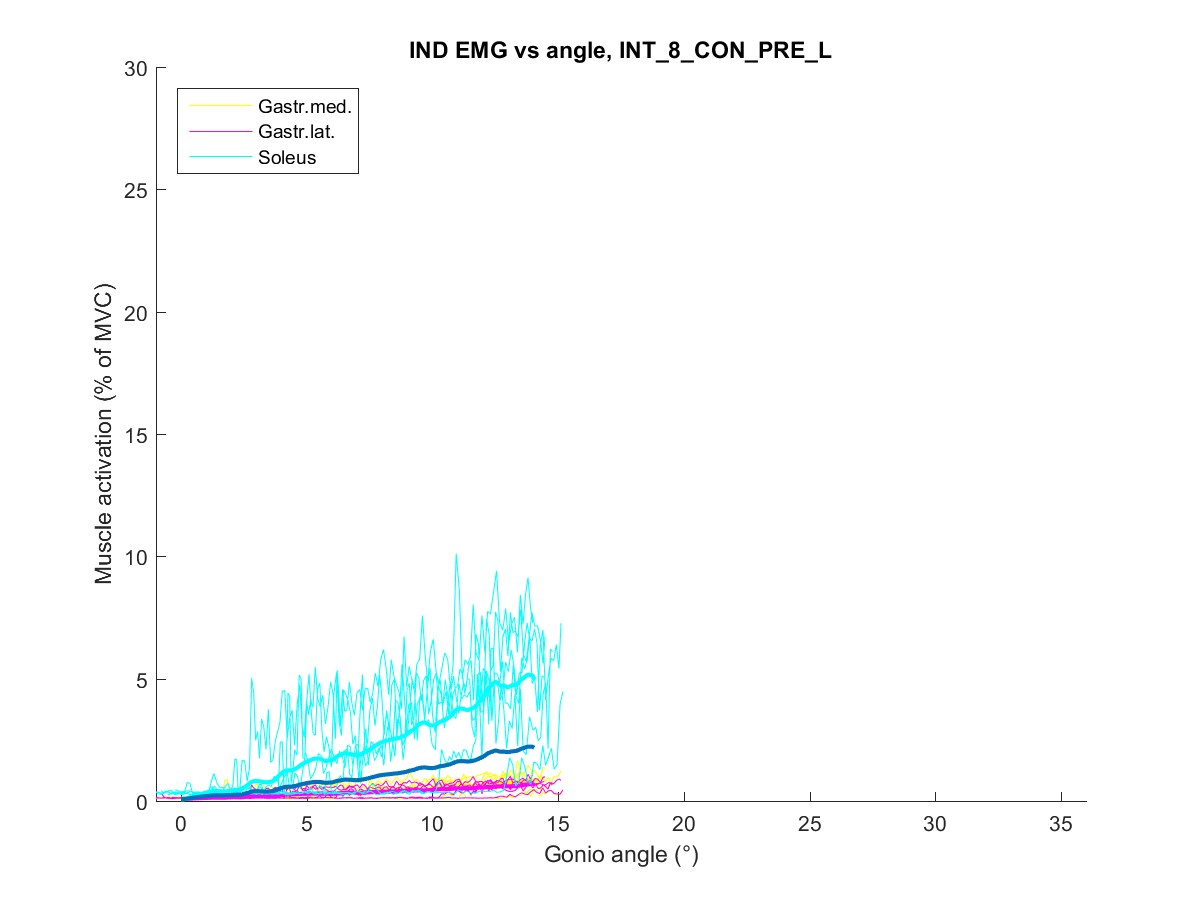 IND EMG vs angle, INT_8_CON_PRE_L
30
25
20
15
10
5
0
Muscle activation (% of MVC)
Gastr.med.
Gastr.lat.
Soleus
0 5 10 15 20 25 30 35
Gonio angle (°)